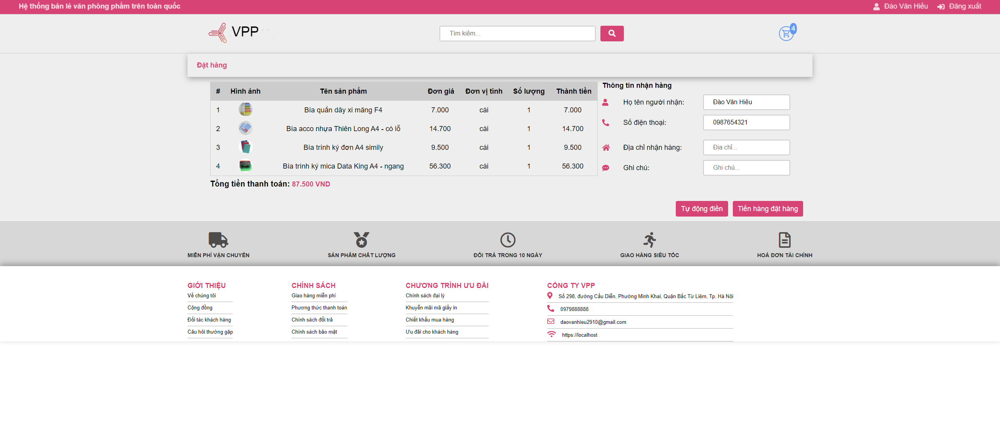 Hệ thống bán lẻ văn phòng phẩm trên toàn quốc
Đào Văn Hiếu
Đăng xuất
VPP
Tìm kiếm...
4
Đặt hàng
# Hình ảnh Tên sản phẩm Đơn giá Đơn vị tính Số lượng Thành tiền
1 Bìa quấn dây xi măng F4 7.000 cái 1 7.000
2 Bìa acco nhựa Thiên Long A4 - có lỗ 14.700 cái 1 14.700
3 Bìa trình ký đơn A4 simily 9.500 cái 1 9.500
4 Bìa trình ký mica Data King A4 - ngang 56.300 cái 1 56.300
Tổng tiền thanh toán: 87.500 VND
Thông tin nhận hàng
Họ tên người nhận: Đào Văn Hiếu
Số điện thoại: 0987654321
Địa chỉ nhận hàng: Địa chỉ...
Ghi chú: Ghi chú...
Tự động điền
Tiến hàng đặt hàng
MIỄN PHÍ VẬN CHUYỂN
SẢN PHẨM CHẤT LƯỢNG
ĐỔI TRẢ TRONG 10 NGÀY
GIAO HÀNG SIÊU TỐC
HOÁ ĐƠN TÀI CHÍNH
GIỚI THIỆU
Về chúng tôi
Cộng đồng
Đối tác khách hàng
Câu hỏi thường gặp
CHÍNH SÁCH
Giao hàng miễn phí
Phương thức thanh toán
Chính sách đổi trả
Chính sách bảo mật
CHƯƠNG TRÌNH ƯU ĐÃI
Chính sách đại lý
Khuyễn mãi mã giấy in
Chiết khấu mua hàng
Ưu đãi cho khách hàng
CÔNG TY VPP
Số 298, đường Cầu Diễn, Phường Minh Khai, Quận Bắc Từ Liêm, Tp. Hà Nội
0979888888
daovanhieu2910@gmail.com
https://localhost